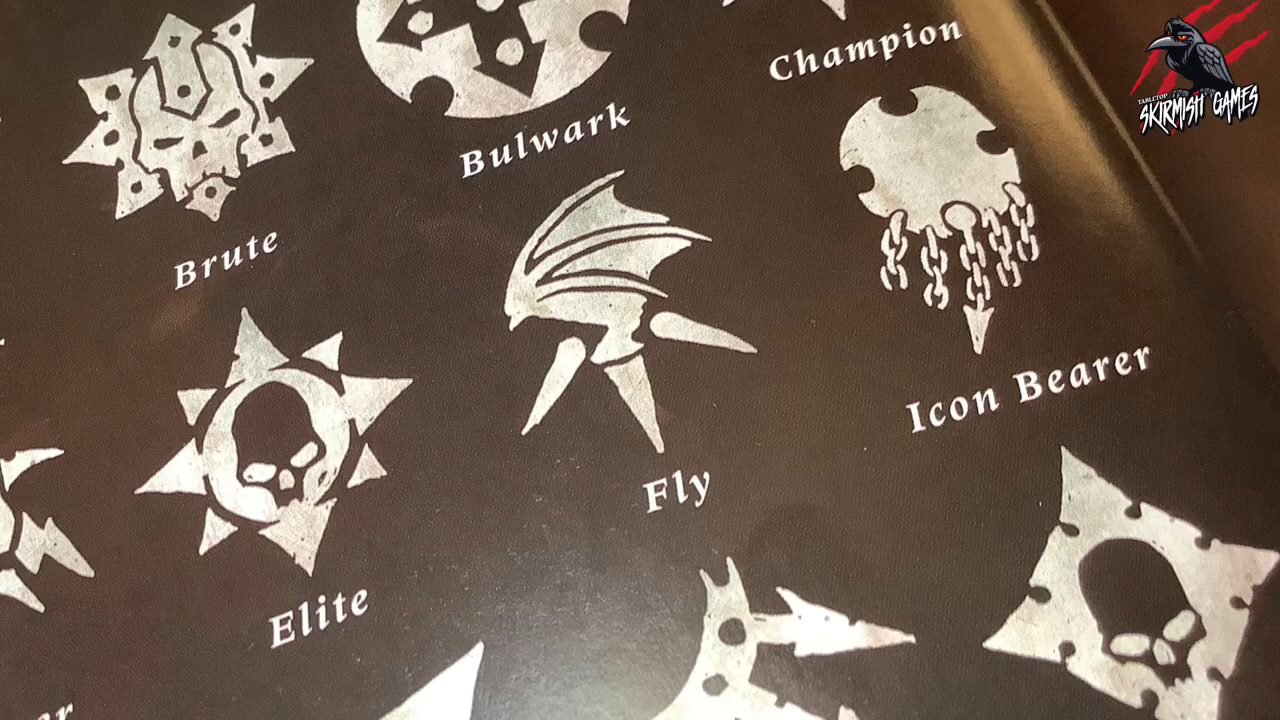 Champion
TABLETOP
SKIRMISH GAMES
Bulwark
Brute
Icon Bearer
Fly
Elite